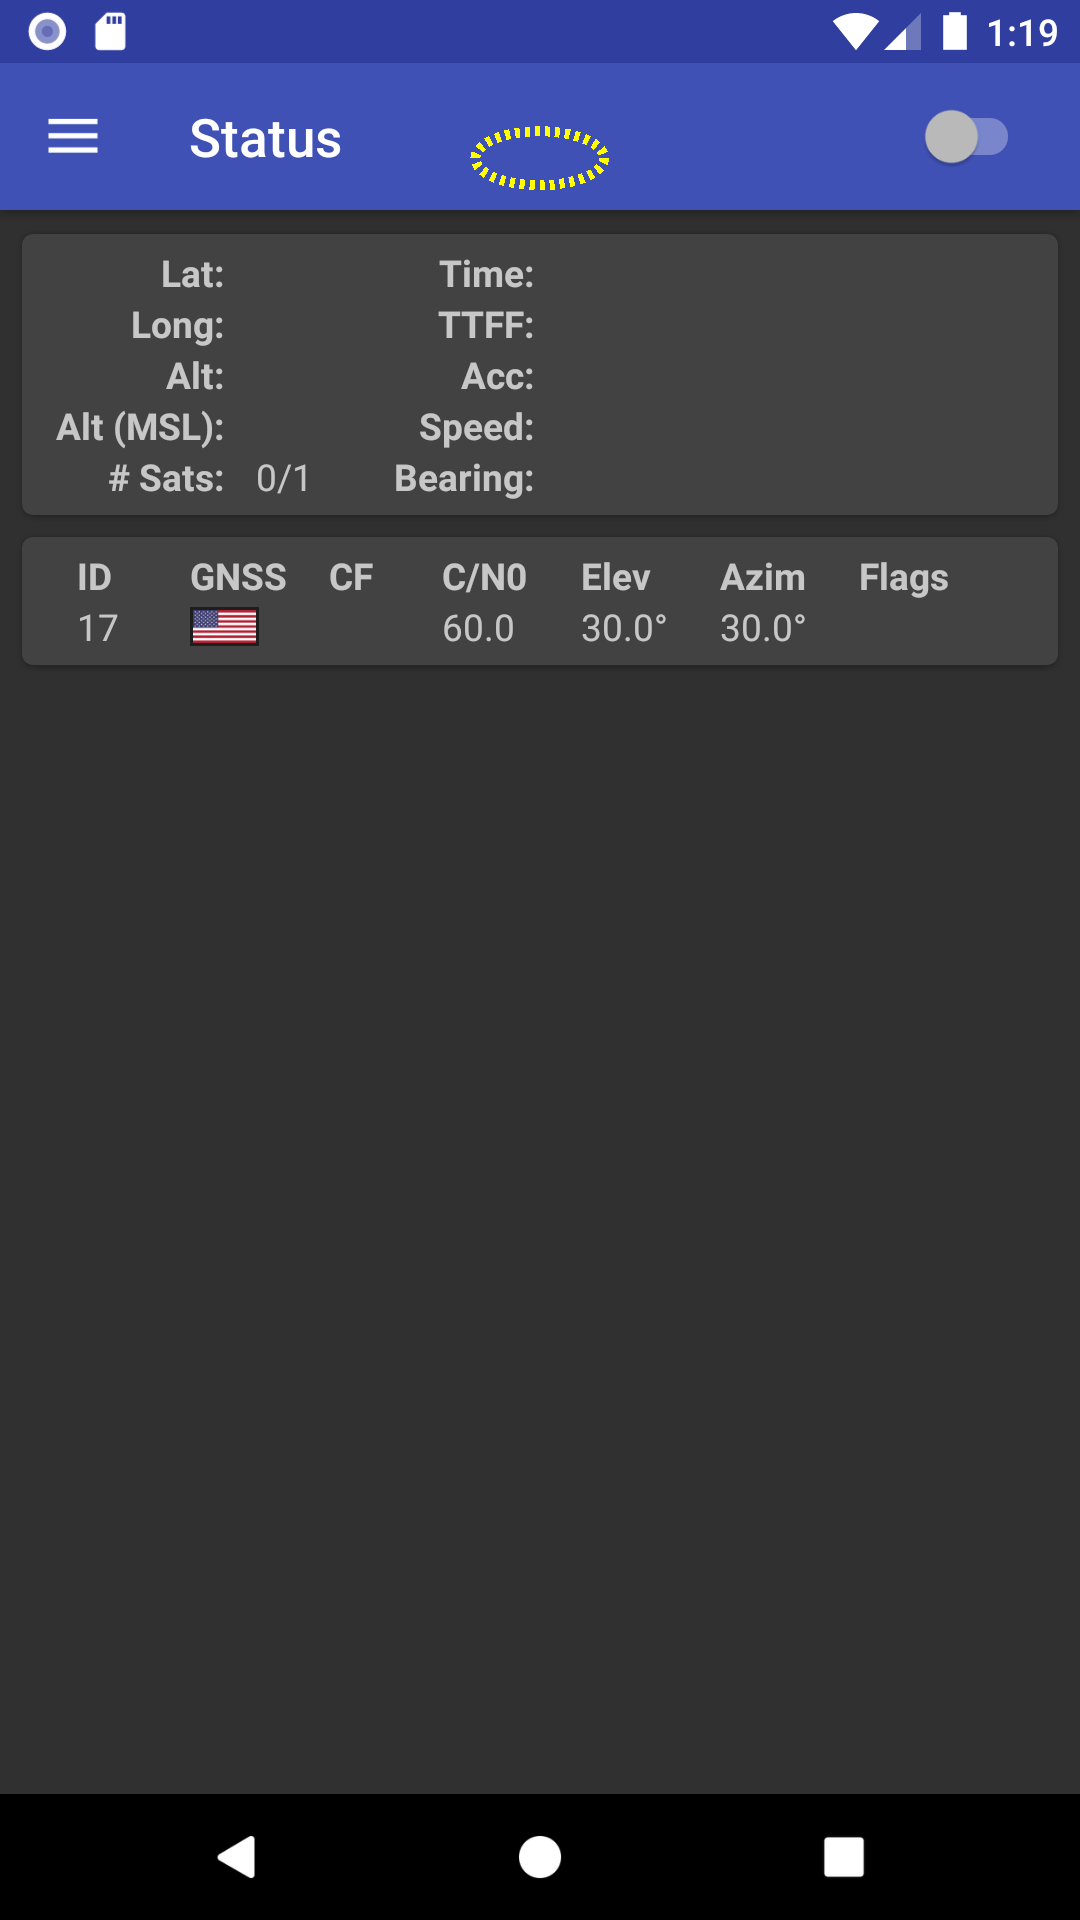 1:19
Status
Lat: Time:
Long: TTFF:
Alt: Acc:
Alt (MSL): Speed:
# Sats: 0/1 Bearing:
ID GNSS CF C/N0 Elev Azim Flags
17 60.0 30.0° 30.0°